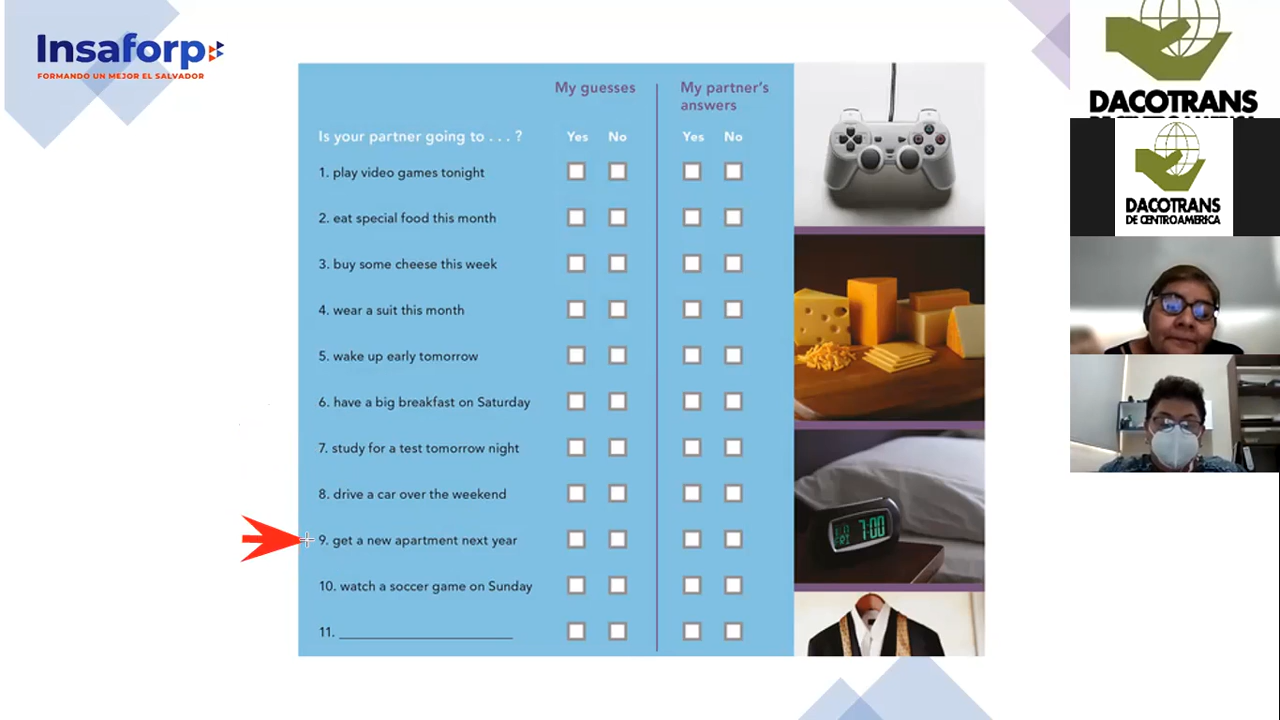 Insaforp
FORMANDO UN MEJOR EL SALVADOR
My guesses
My partner's
answers
Is your partner going to . . . ?
Yes No
Yes No
1. play video games tonight
2. eat special food this month
3. buy some cheese this week
4. wear a suit this month
5. wake up early tomorrow
6. have a big breakfast on Saturday
7. study for a test tomorrow night
8. drive a car over the weekend
9. get a new apartment next year
10. watch a soccer game on Sunday
11. ____________________
7:00
FRI
DACOTRANS
DE CENTROAMERICA
DACOTRANS
DE CENTROAMERICA